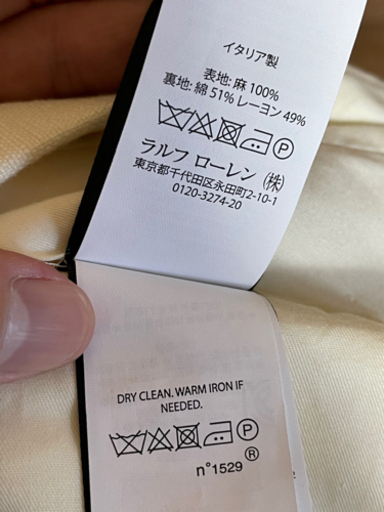 イタリア製
表地: 麻 100%
裏地: 綿 51% レーヨン 49%
P
ラルフ ローレン (株)
東京都千代田区永田町2-10-1
0120-3274-20
DRY CLEAN. WARM IRON IF
NEEDED.
P
n°1529 ®